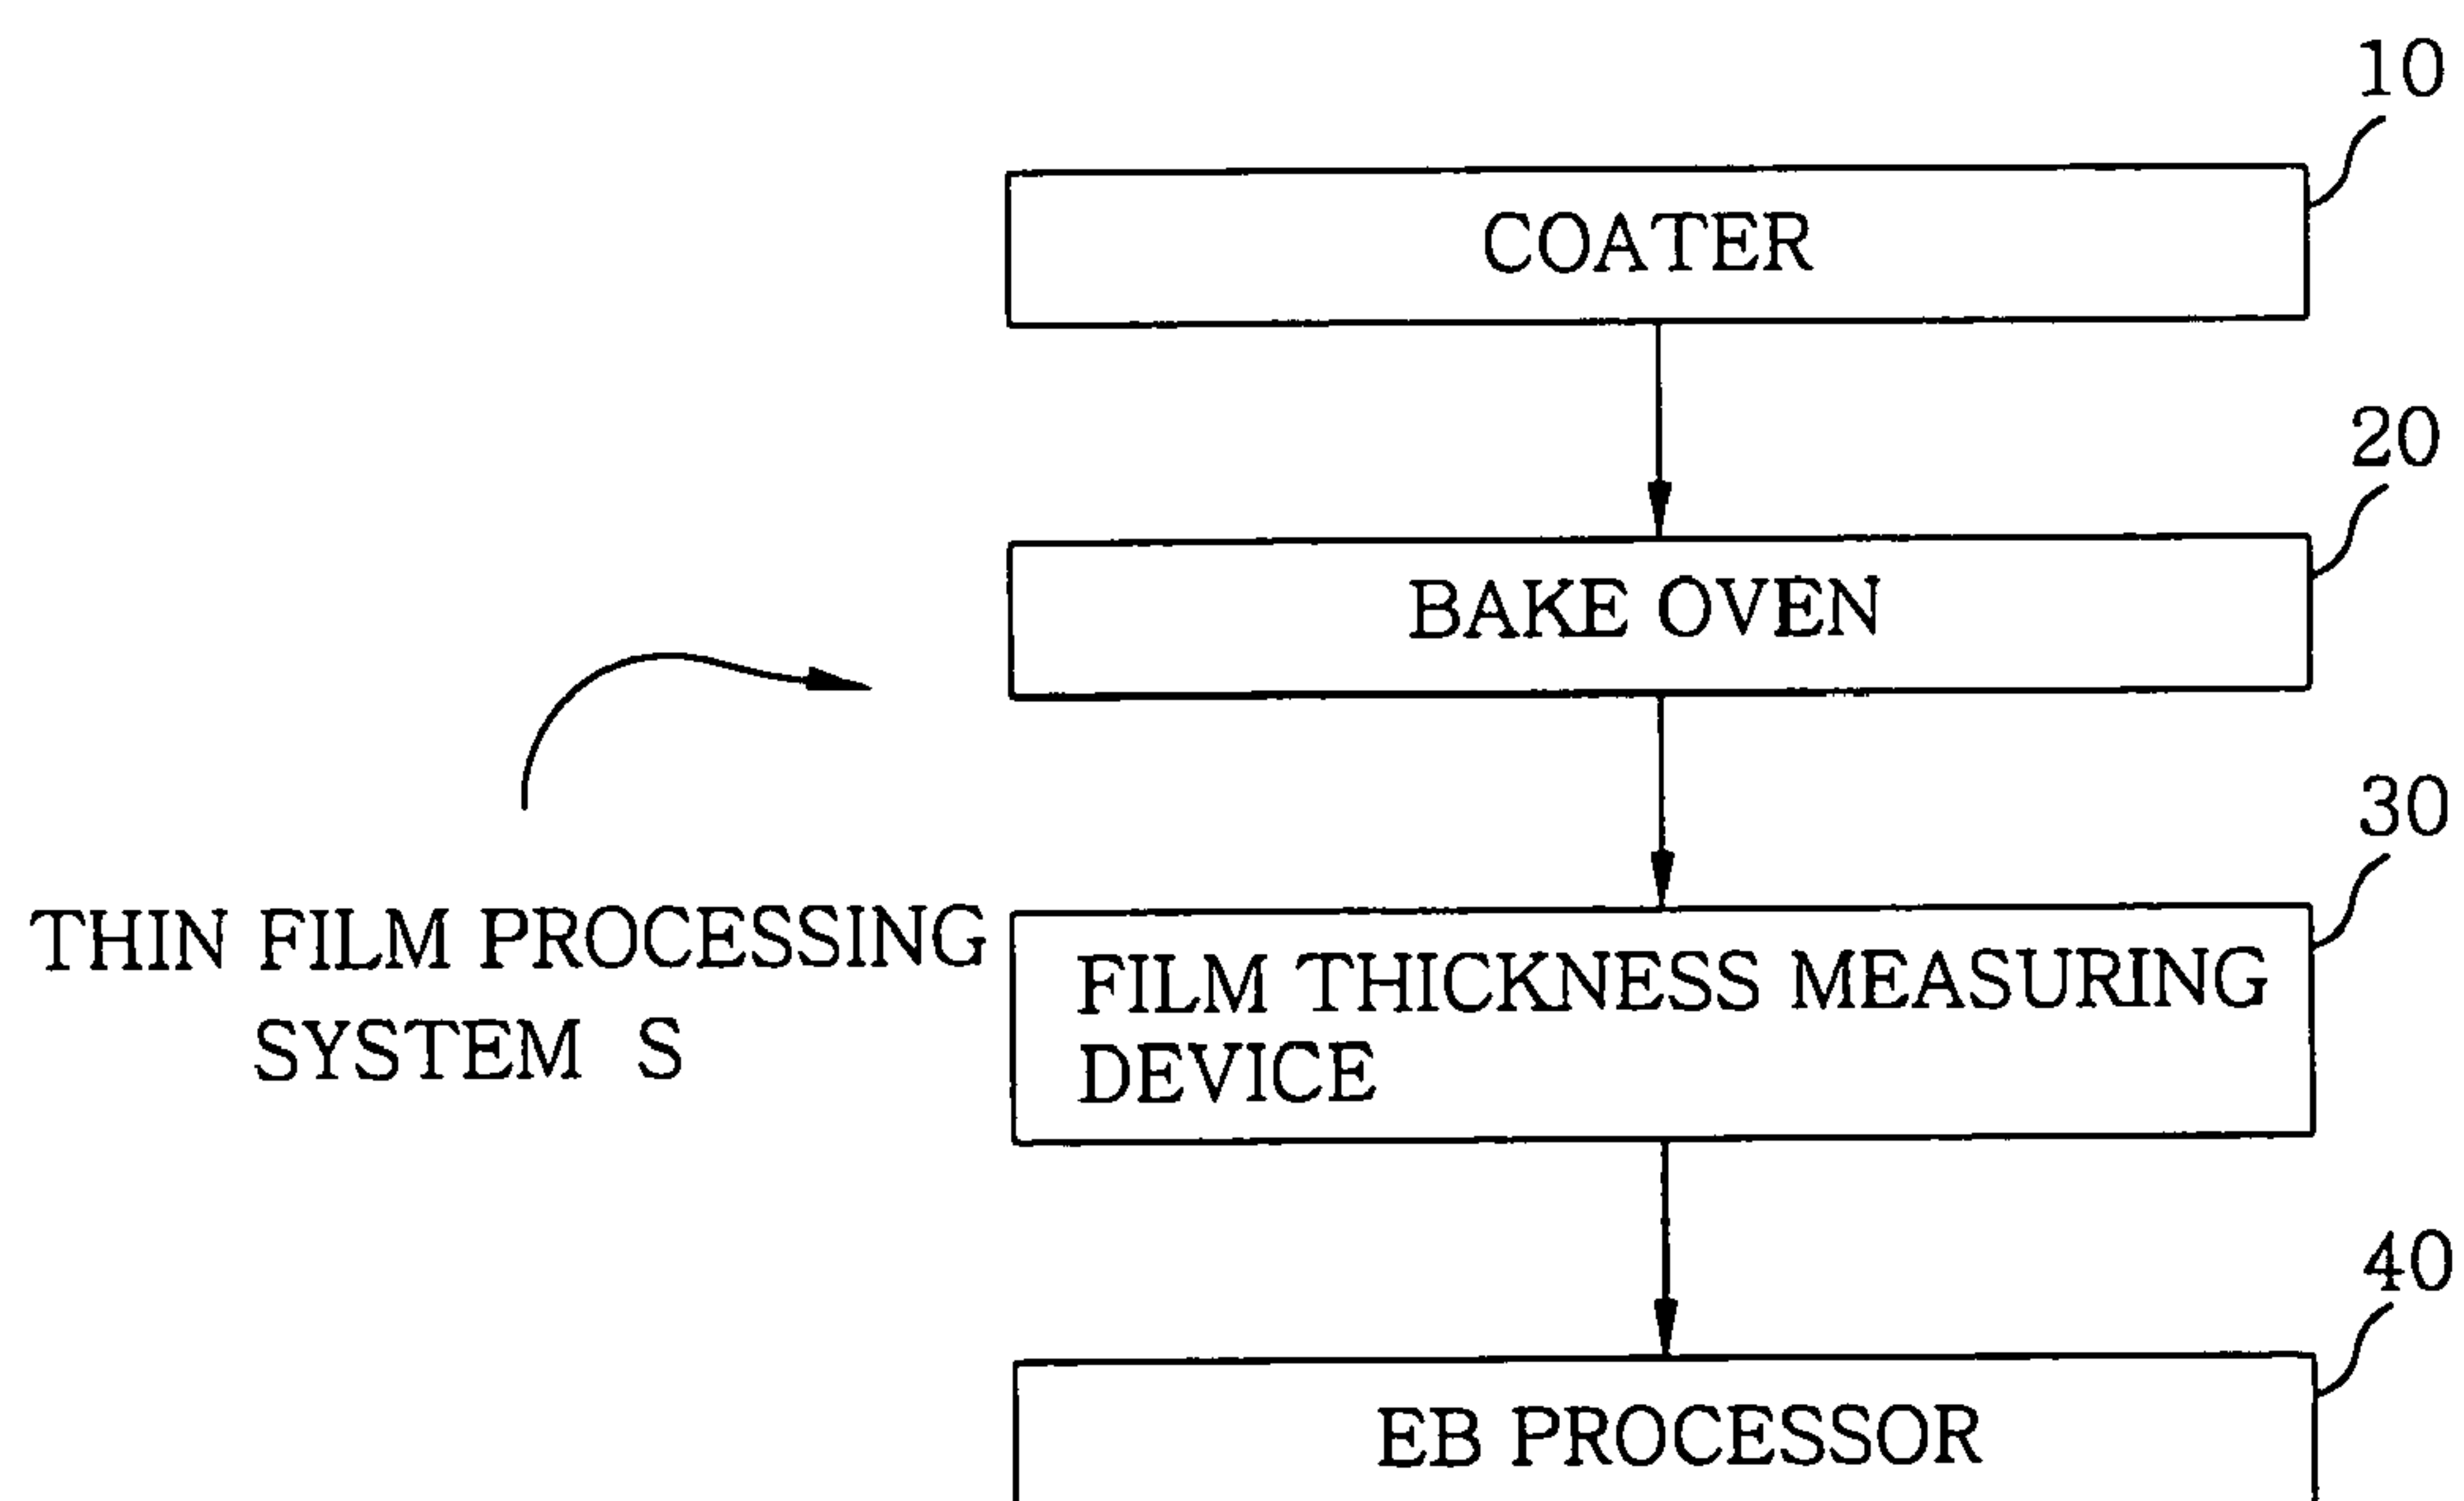 10
COATER
20
BAKE OVEN
30
THIN FILM PROCESSING
SYSTEM S
FILM THICKNESS MEASURING
DEVICE
40
EB PROCESSOR